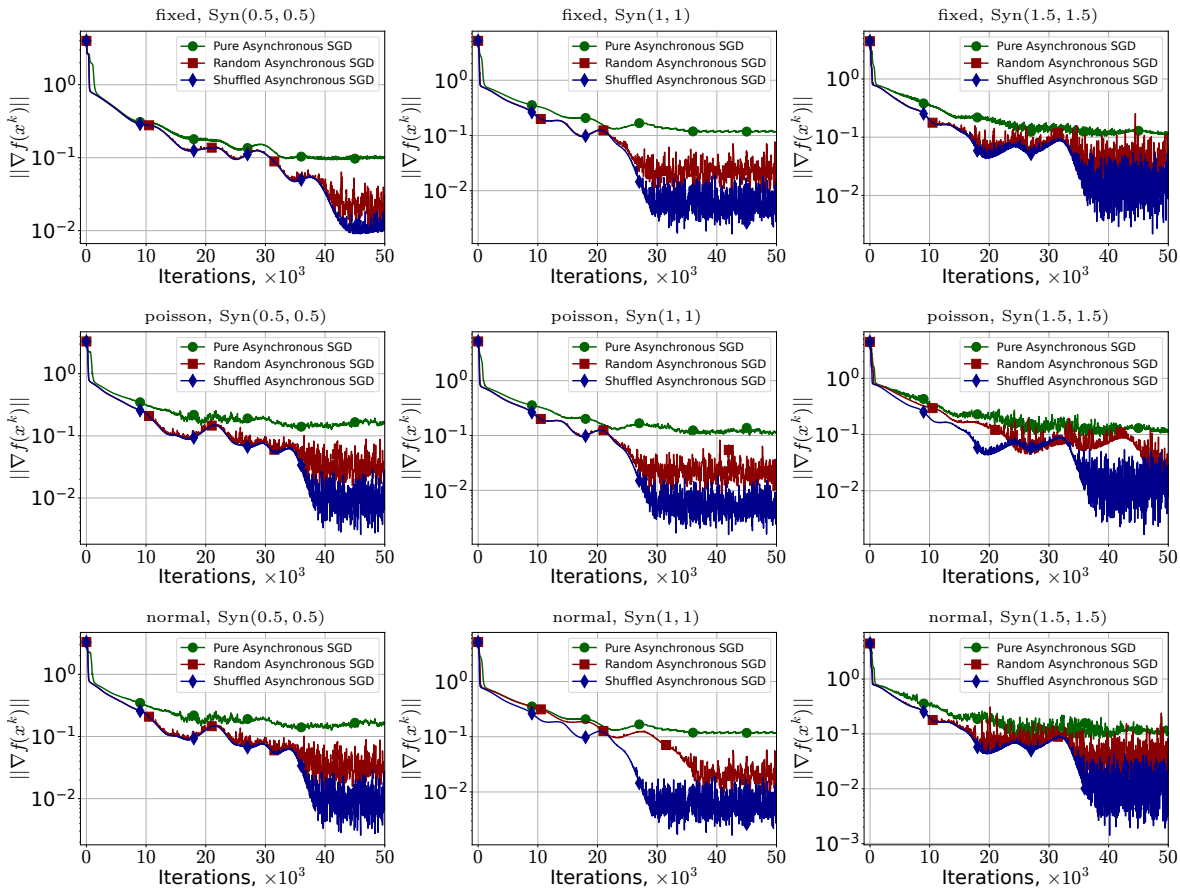 fixed, Syn(0.5, 0.5)
||∇f(x^k)||
10^0
10^-1
10^-2
Pure Asynchronous SGD
Random Asynchronous SGD
Shuffled Asynchronous SGD
0 10 20 30 40 50
Iterations, ×10^3
fixed, Syn(1, 1)
||∇f(x^k)||
10^0
10^-1
10^-2
Pure Asynchronous SGD
Random Asynchronous SGD
Shuffled Asynchronous SGD
0 10 20 30 40 50
Iterations, ×10^3
fixed, Syn(1.5, 1.5)
||∇f(x^k)||
10^0
10^-1
10^-2
Pure Asynchronous SGD
Random Asynchronous SGD
Shuffled Asynchronous SGD
0 10 20 30 40 50
Iterations, ×10^3
poisson, Syn(0.5, 0.5)
||∇f(x^k)||
10^0
10^-1
10^-2
Pure Asynchronous SGD
Random Asynchronous SGD
Shuffled Asynchronous SGD
0 10 20 30 40 50
Iterations, ×10^3
poisson, Syn(1, 1)
||∇f(x^k)||
10^0
10^-1
10^-2
Pure Asynchronous SGD
Random Asynchronous SGD
Shuffled Asynchronous SGD
0 10 20 30 40 50
Iterations, ×10^3
poisson, Syn(1.5, 1.5)
||∇f(x^k)||
10^0
10^-1
10^-2
Pure Asynchronous SGD
Random Asynchronous SGD
Shuffled Asynchronous SGD
0 10 20 30 40 50
Iterations, ×10^3
normal, Syn(0.5, 0.5)
||∇f(x^k)||
10^0
10^-1
10^-2
Pure Asynchronous SGD
Random Asynchronous SGD
Shuffled Asynchronous SGD
0 10 20 30 40 50
Iterations, ×10^3
normal, Syn(1, 1)
||∇f(x^k)||
10^0
10^-1
10^-2
Pure Asynchronous SGD
Random Asynchronous SGD
Shuffled Asynchronous SGD
0 10 20 30 40 50
Iterations, ×10^3
normal, Syn(1.5, 1.5)
||∇f(x^k)||
10^0
10^-1
10^-2
10^-3
Pure Asynchronous SGD
Random Asynchronous SGD
Shuffled Asynchronous SGD
0 10 20 30 40 50
Iterations, ×10^3